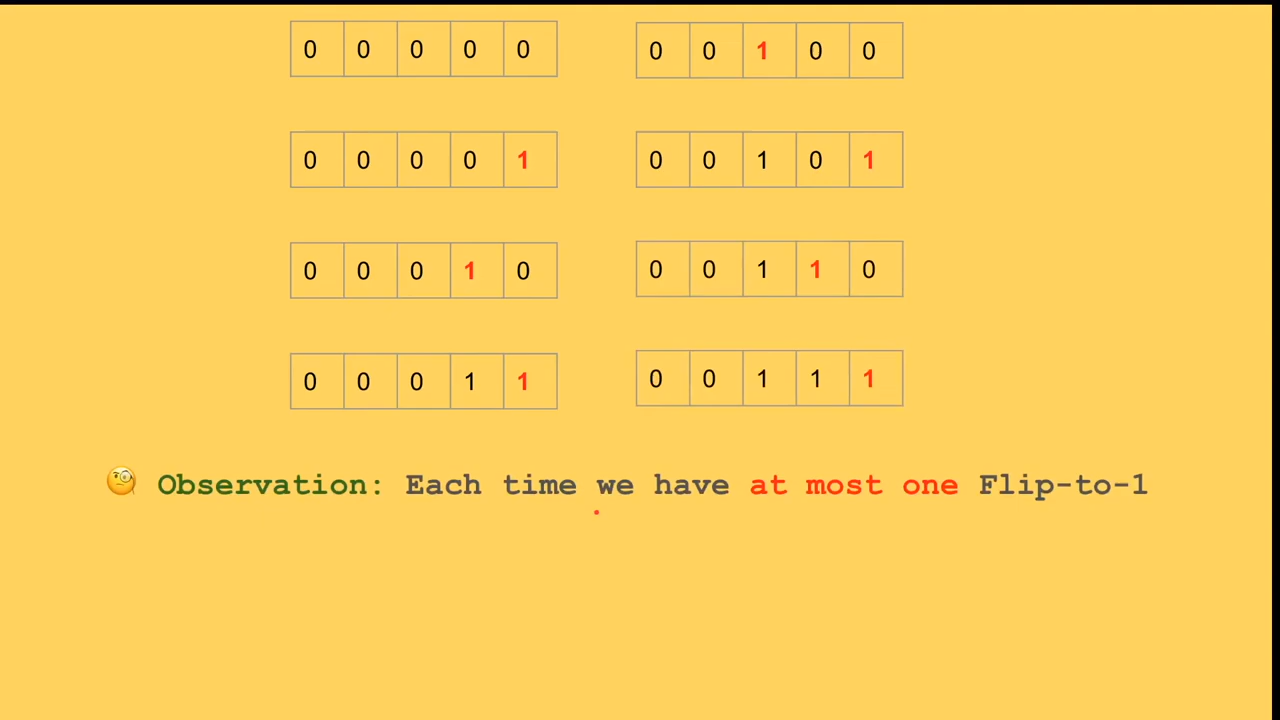 0 0 0 0 0
0 0 0 0 1
0 0 0 1 0
0 0 0 1 1
0 0 1 0 0
0 0 1 0 1
0 0 1 1 0
0 0 1 1 1
Observation: Each time we have at most one Flip-to-1